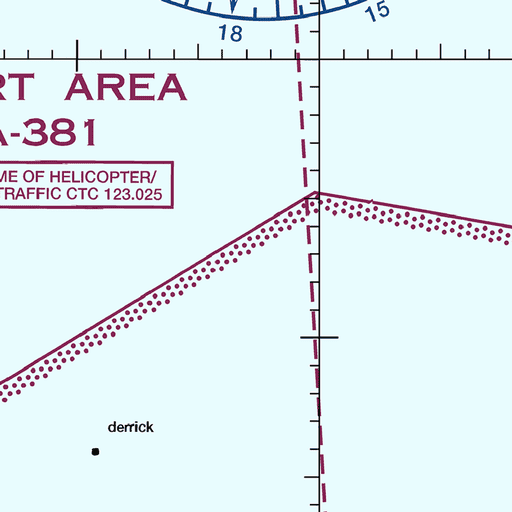 18
15
RT AREA
A-381
ME OF HELICOPTER/
TRAFFIC CTC 123.025
derrick